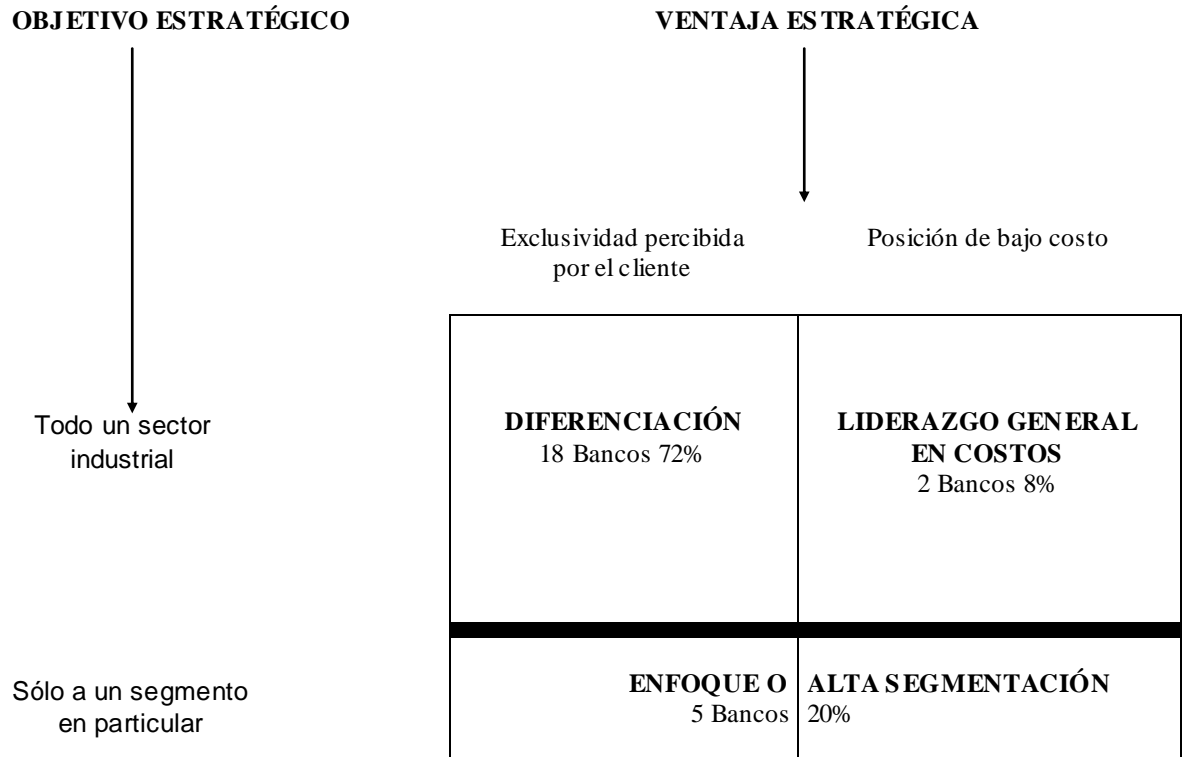 OBJETIVO ESTRATÉGICO
VENTAJA ESTRATÉGICA
Exclusividad percibida
por el cliente
Posición de bajo costo
Todo un sector
industrial
DIFERENCIACIÓN
18 Bancos 72%
LIDERAZGO GENERAL
EN COSTOS
2 Bancos 8%
Sólo a un segmento
en particular
ENFOQUE O ALTA SEGMENTACIÓN
5 Bancos 20%